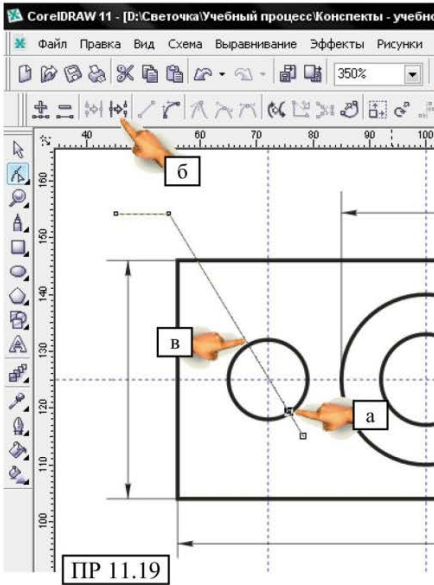 CorelDRAW 11 - [D:\Светочка\Учебный процесс\Конспекты - учебно
Файл Правка Вид Схема Выравнивание Эффекты Рисунки
350%
40 60 70 80 90 100
б
160
150
140
в
130
120
а
110
100
ПР 11.19